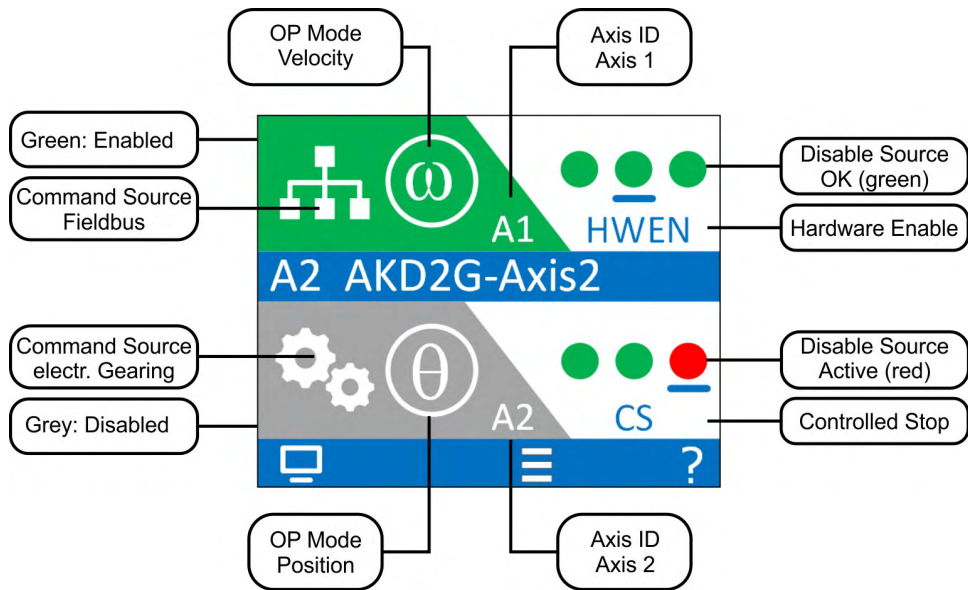 OP Mode
Velocity
Axis ID
Axis 1
Green: Enabled
Command Source
Fieldbus
Disable Source
OK (green)
Hardware Enable
ω
A1
HWEN
A2 AKD2G-Axis2
Command Source
electr. Gearing
Grey: Disabled
θ
A2
CS
Disable Source
Active (red)
Controlled Stop
?
OP Mode
Position
Axis ID
Axis 2